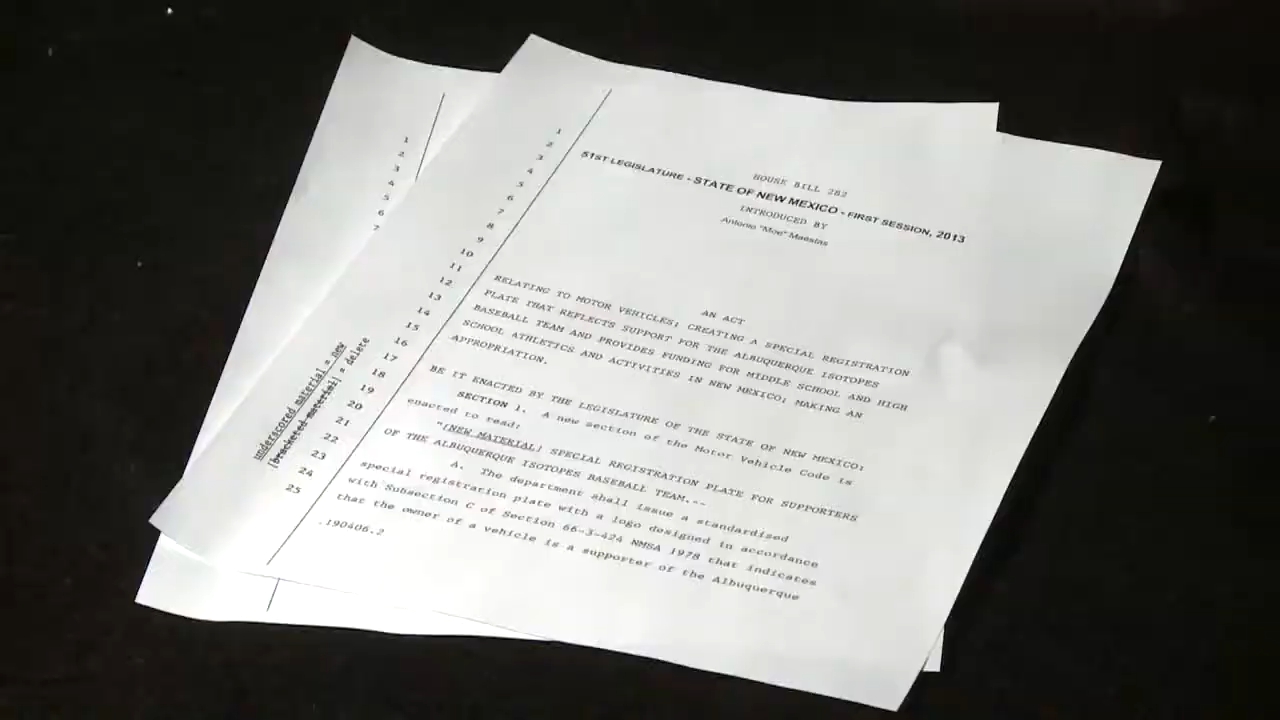 1
2
3
4
5
6
7
1
2
3
4
5
6
7
8
9
10
11
12
13
14
15
16
17
18
19
20
21
22
23
24
25
underscored material = new
[bracketed material] = delete
HOUSE BILL 282
51ST LEGISLATURE - STATE OF NEW MEXICO - FIRST SESSION, 2013
INTRODUCED BY
Antonio "Moe" Maestas
AN ACT
RELATING TO MOTOR VEHICLES; CREATING A SPECIAL REGISTRATION
PLATE THAT REFLECTS SUPPORT FOR THE ALBUQUERQUE ISOTOPES
BASEBALL TEAM AND PROVIDES FUNDING FOR MIDDLE SCHOOL AND HIGH
SCHOOL ATHLETICS AND ACTIVITIES IN NEW MEXICO; MAKING AN
APPROPRIATION.
BE IT ENACTED BY THE LEGISLATURE OF THE STATE OF NEW MEXICO:
SECTION 1. A new section of the Motor Vehicle Code is
enacted to read:
"[NEW MATERIAL] SPECIAL REGISTRATION PLATE FOR SUPPORTERS
OF THE ALBUQUERQUE ISOTOPES BASEBALL TEAM.--
A. The department shall issue a standardized
special registration plate with a logo designed in accordance
with Subsection C of Section 66-3-424 NMSA 1978 that indicates
that the owner of a vehicle is a supporter of the Albuquerque
.190406.2